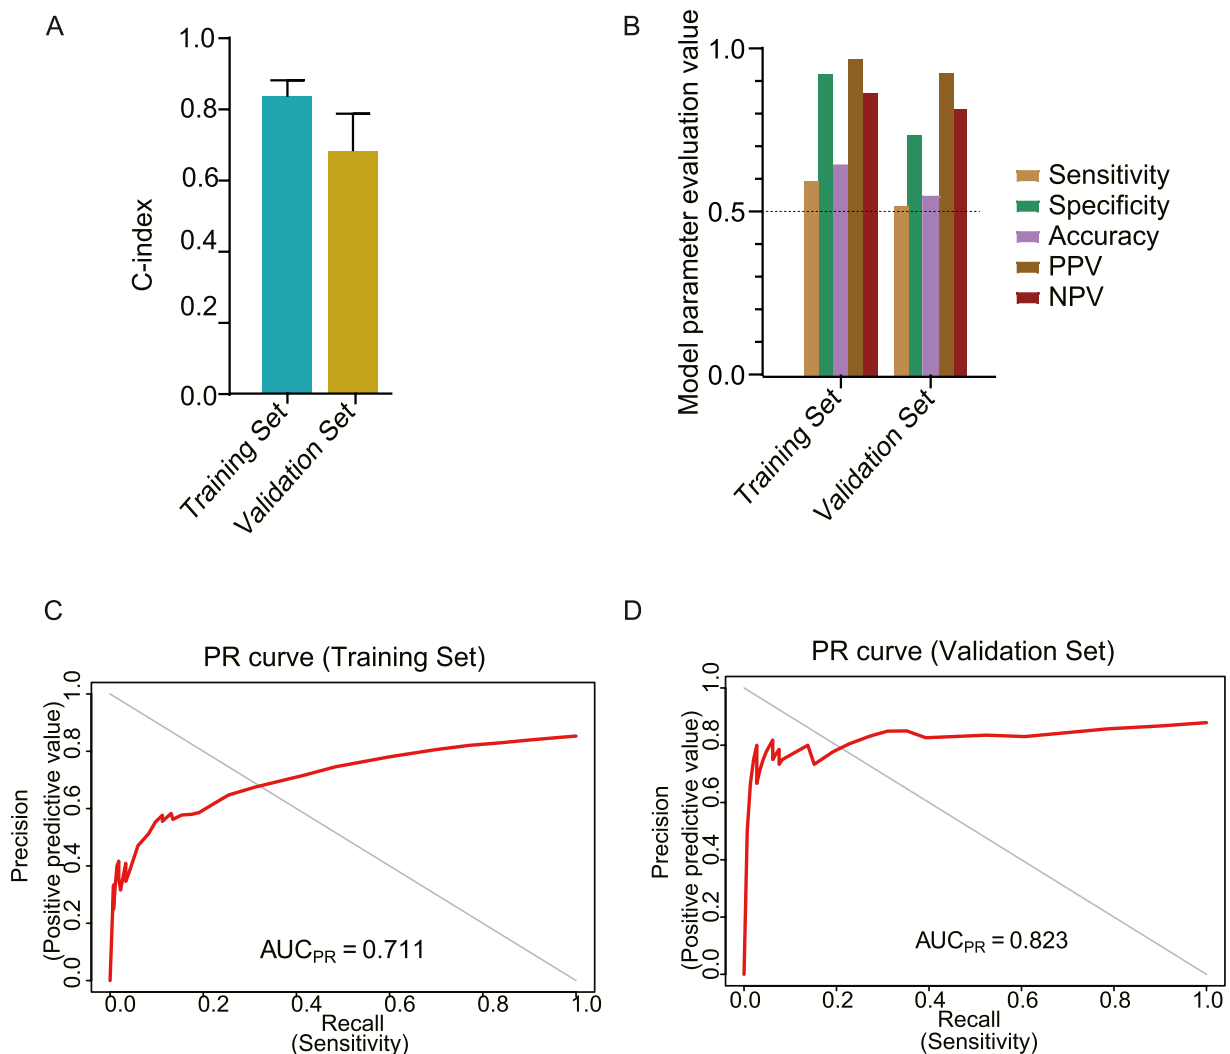 A
1.0
0.8
0.6
0.4
0.2
0.0
C-index
Training Set
Validation Set
B
Model parameter evaluation value
1.0
0.5
0.0
Training Set
Validation Set
Sensitivity
Specificity
Accuracy
PPV
NPV
C
PR curve (Training Set)
Precision
(Positive predictive value)
1.0
0.8
0.6
0.4
0.2
0.0
AUCPR = 0.711
0.0 0.2 0.4 0.6 0.8 1.0
Recall
(Sensitivity)
D
PR curve (Validation Set)
Precision
(Positive predictive value)
1.0
0.8
0.6
0.4
0.2
0.0
AUCPR = 0.823
0.0 0.2 0.4 0.6 0.8 1.0
Recall
(Sensitivity)